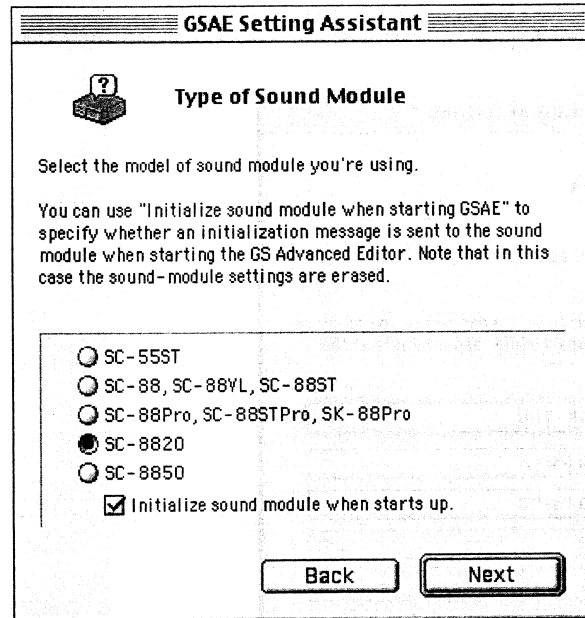 GSAE Setting Assistant
?
Type of Sound Module
Select the model of sound module you're using.
You can use "Initialize sound module when starting GSAE" to
specify whether an initialization message is sent to the sound
module when starting the GS Advanced Editor. Note that in this
case the sound-module settings are erased.
SC-55ST
SC-88, SC-88VL, SC-88ST
SC-88Pro, SC-88STPro, SK-88Pro
SC-8820
SC-8850
Initialize sound module when starts up.
Back
Next